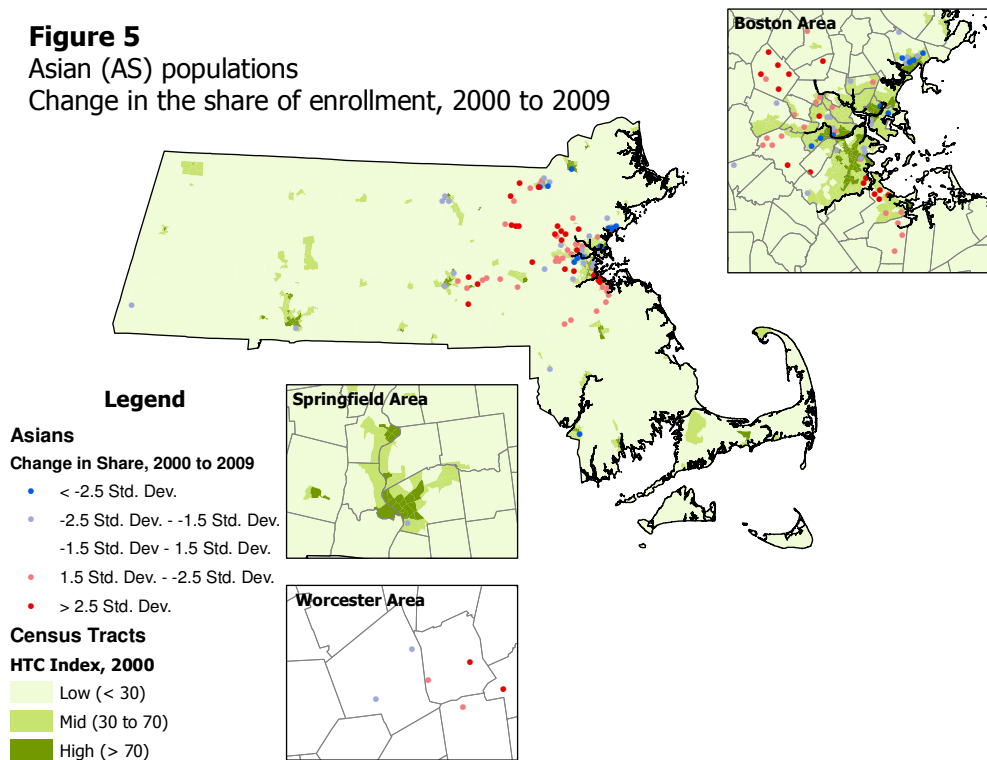 Figure 5
Asian (AS) populations
Change in the share of enrollment, 2000 to 2009
Boston Area
Legend
Asians
Change in Share, 2000 to 2009
< -2.5 Std. Dev.
-2.5 Std. Dev. - -1.5 Std. Dev.
-1.5 Std. Dev - 1.5 Std. Dev.
1.5 Std. Dev. - -2.5 Std. Dev.
> 2.5 Std. Dev.
Census Tracts
HTC Index, 2000
Low (< 30)
Mid (30 to 70)
High (> 70)
Springfield Area
Worcester Area